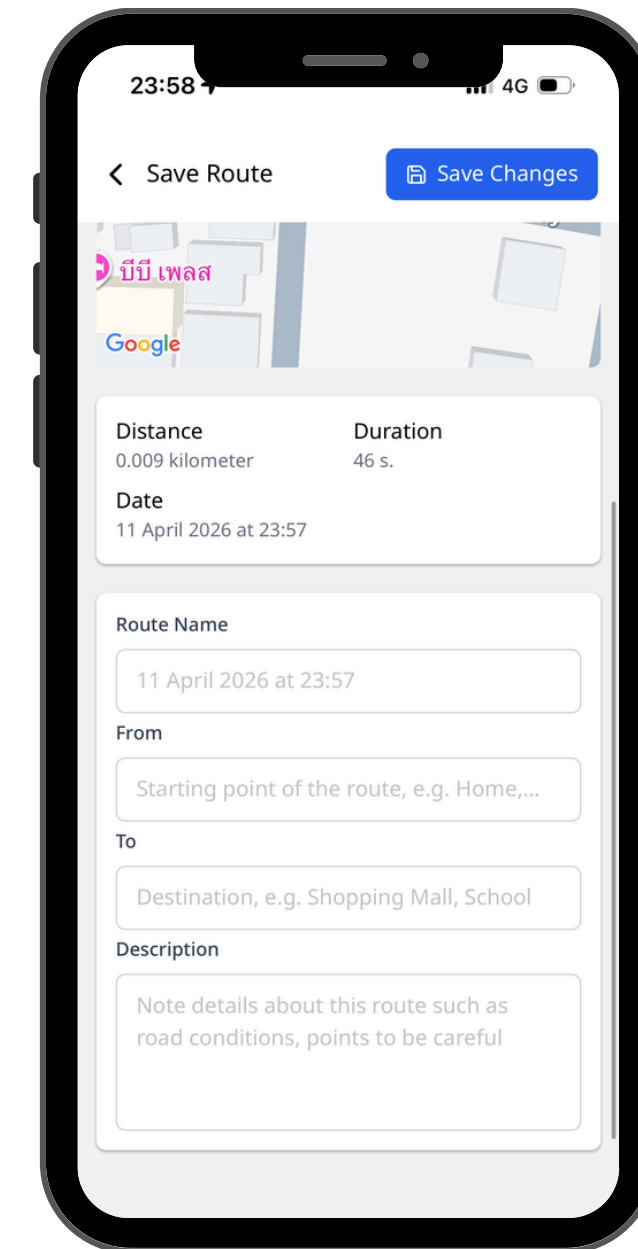 23:58
4G
Save Route
Save Changes
บีบี เพลส
Google
Distance
Duration
0.009 kilometer
46 s.
Date
11 April 2026 at 23:57
Route Name
11 April 2026 at 23:57
From
Starting point of the route, e.g. Home,...
To
Destination, e.g. Shopping Mall, School
Description
Note details about this route such as
road conditions, points to be careful